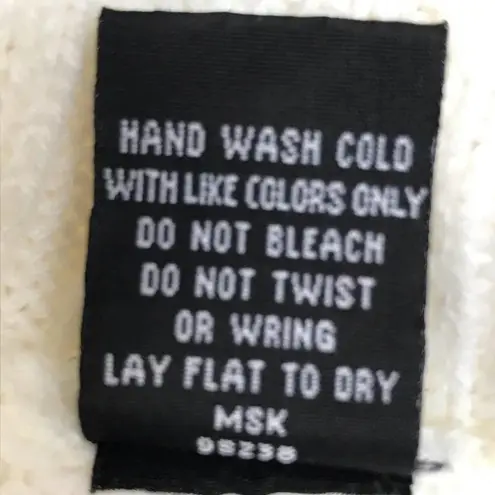 HAND WASH COLD
WITH LIKE COLORS ONLY
DO NOT BLEACH
DO NOT TWIST
OR WRING
LAY FLAT TO DRY
MSK
98238